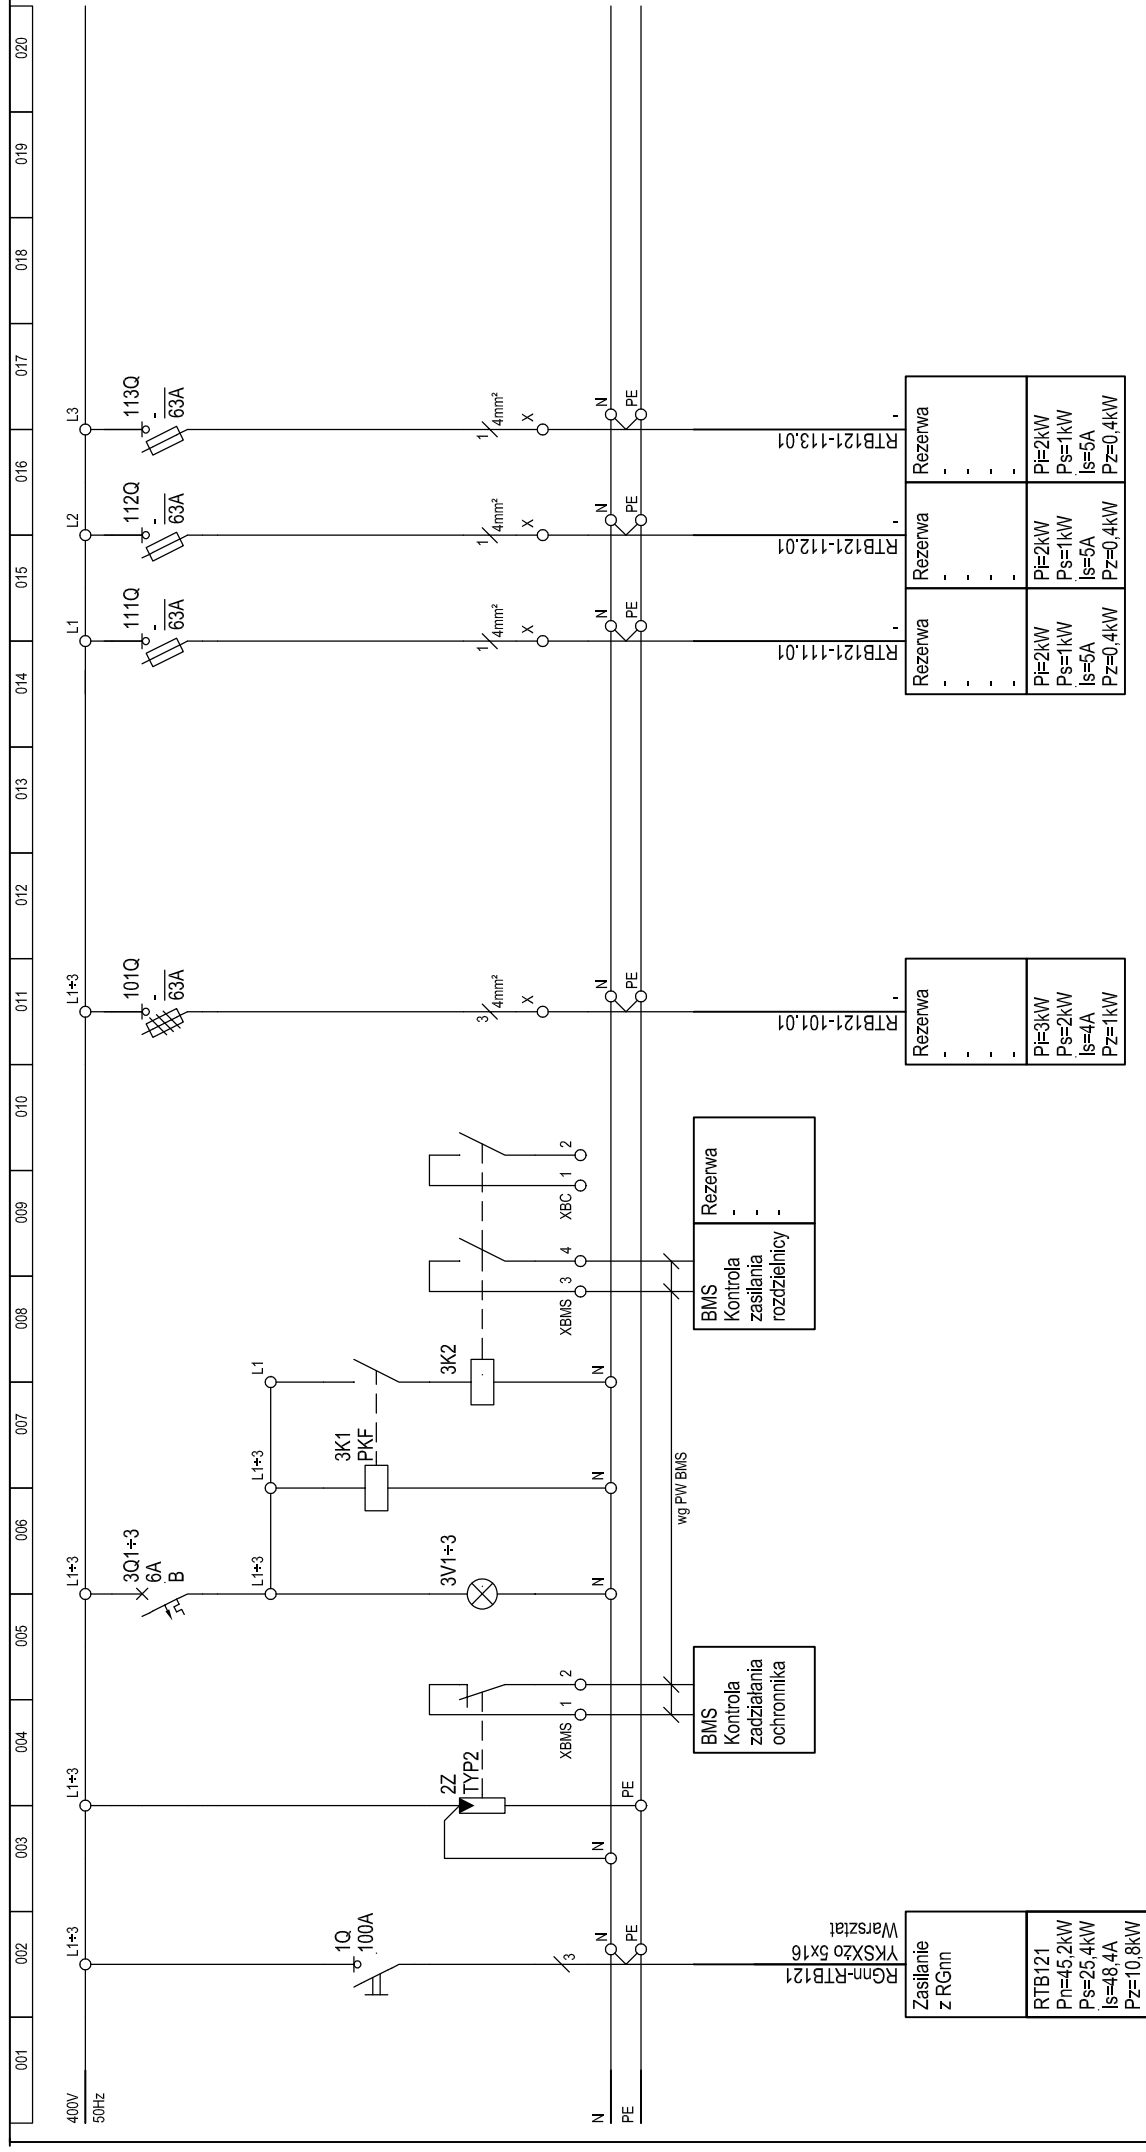 001
002
003
004
005
006
007
008
009
010
011
012
013
014
015
016
017
018
019
020
400V
50Hz
L1÷3
1Q
100A
3
N
PE
RGnn-RTB121
YKSXżo 5x16
Warsztat
Zasilanie
z RGnn
RTB121
Pn=45,2kW
Ps=25,4kW
Is=48,4A
Pz=10,8kW
N
PE
L1÷3
2Z
TYP2
N
PE
XBMS
1
2
BMS
Kontrola
zadziałania
ochronnika
L1÷3
3Q1÷3
6A
B
L1÷3
3V1÷3
N
L1÷3
3K1
PKF
N
L1
3K2
N
wg PW BMS
XBMS
3
4
BMS
Kontrola
zasilania
rozdzielnicy
XBC
1
2
Rezerwa
-
-
-
L1÷3
101Q
-
63A
3
4mm²
X
N
PE
RTB121-101.01
-
Rezerwa
-
-
-
-
Pi=3kW
Ps=2kW
Is=4A
Pz=1kW
L1
111Q
-
63A
1
4mm²
X
N
PE
RTB121-111.01
-
Rezerwa
-
-
-
-
Pi=2kW
Ps=1kW
Is=5A
Pz=0,4kW
L2
112Q
-
63A
1
4mm²
X
N
PE
RTB121-112.01
-
Rezerwa
-
-
-
-
Pi=2kW
Ps=1kW
Is=5A
Pz=0,4kW
L3
113Q
-
63A
1
4mm²
X
N
PE
RTB121-113.01
-
Rezerwa
-
-
-
-
Pi=2kW
Ps=1kW
Is=5A
Pz=0,4kW